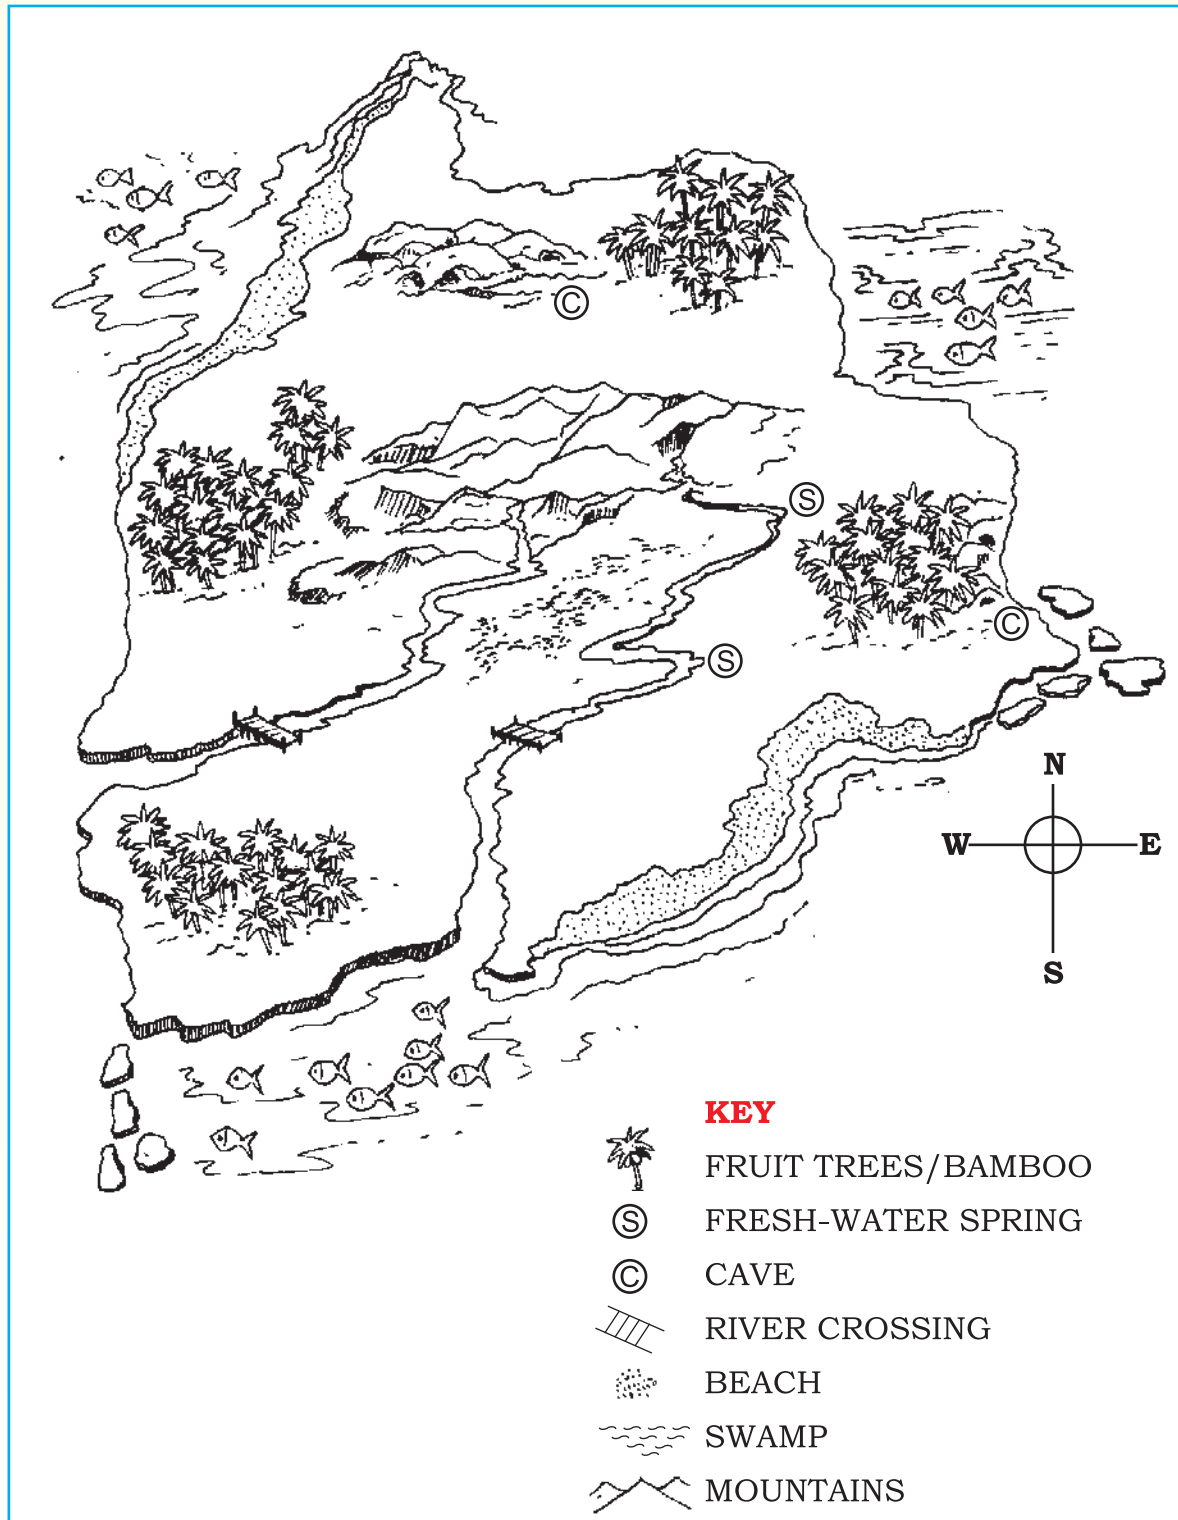 C
S
C
S
N
W E
S
KEY
FRUIT TREES/BAMBOO
S FRESH-WATER SPRING
C CAVE
RIVER CROSSING
BEACH
SWAMP
MOUNTAINS